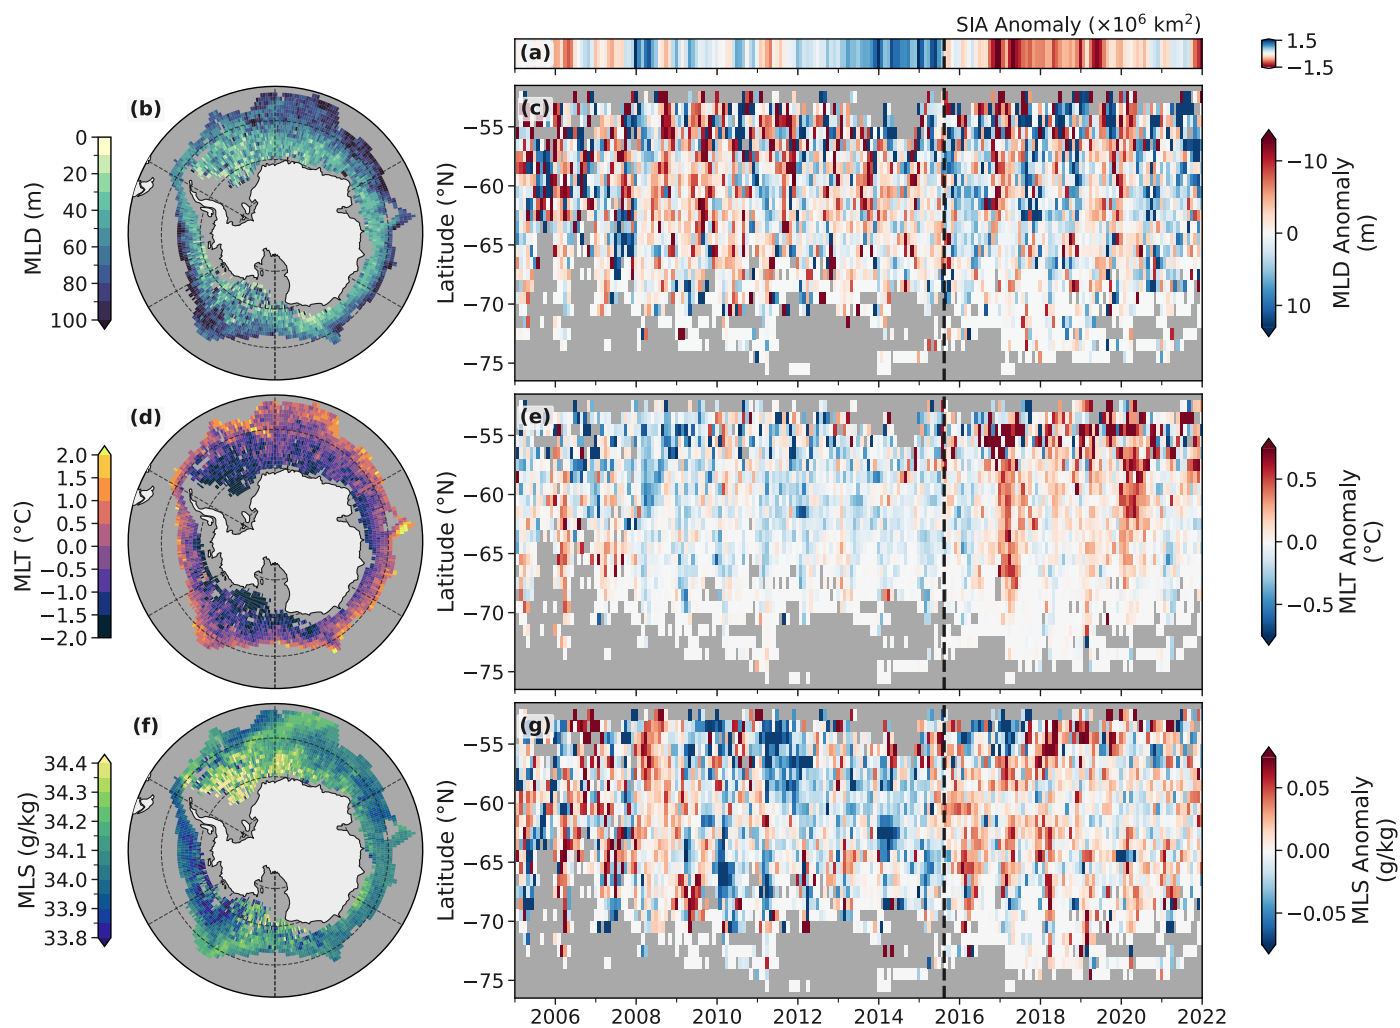 SIA Anomaly (×10⁶ km²)
(a)
1.5
−1.5
(b)
0
20
40
60
80
100
MLD (m)
(c)
−55
−60
−65
−70
−75
Latitude (°N)
−10
0
10
MLD Anomaly
(m)
(d)
2.0
1.5
1.0
0.5
0.0
−0.5
−1.0
−1.5
−2.0
MLT (°C)
(e)
−55
−60
−65
−70
−75
Latitude (°N)
0.5
0.0
−0.5
MLT Anomaly
(°C)
(f)
34.4
34.3
34.2
34.1
34.0
33.9
33.8
MLS (g/kg)
(g)
−55
−60
−65
−70
−75
Latitude (°N)
0.05
0.00
−0.05
MLS Anomaly
(g/kg)
2006 2008 2010 2012 2014 2016 2018 2020 2022